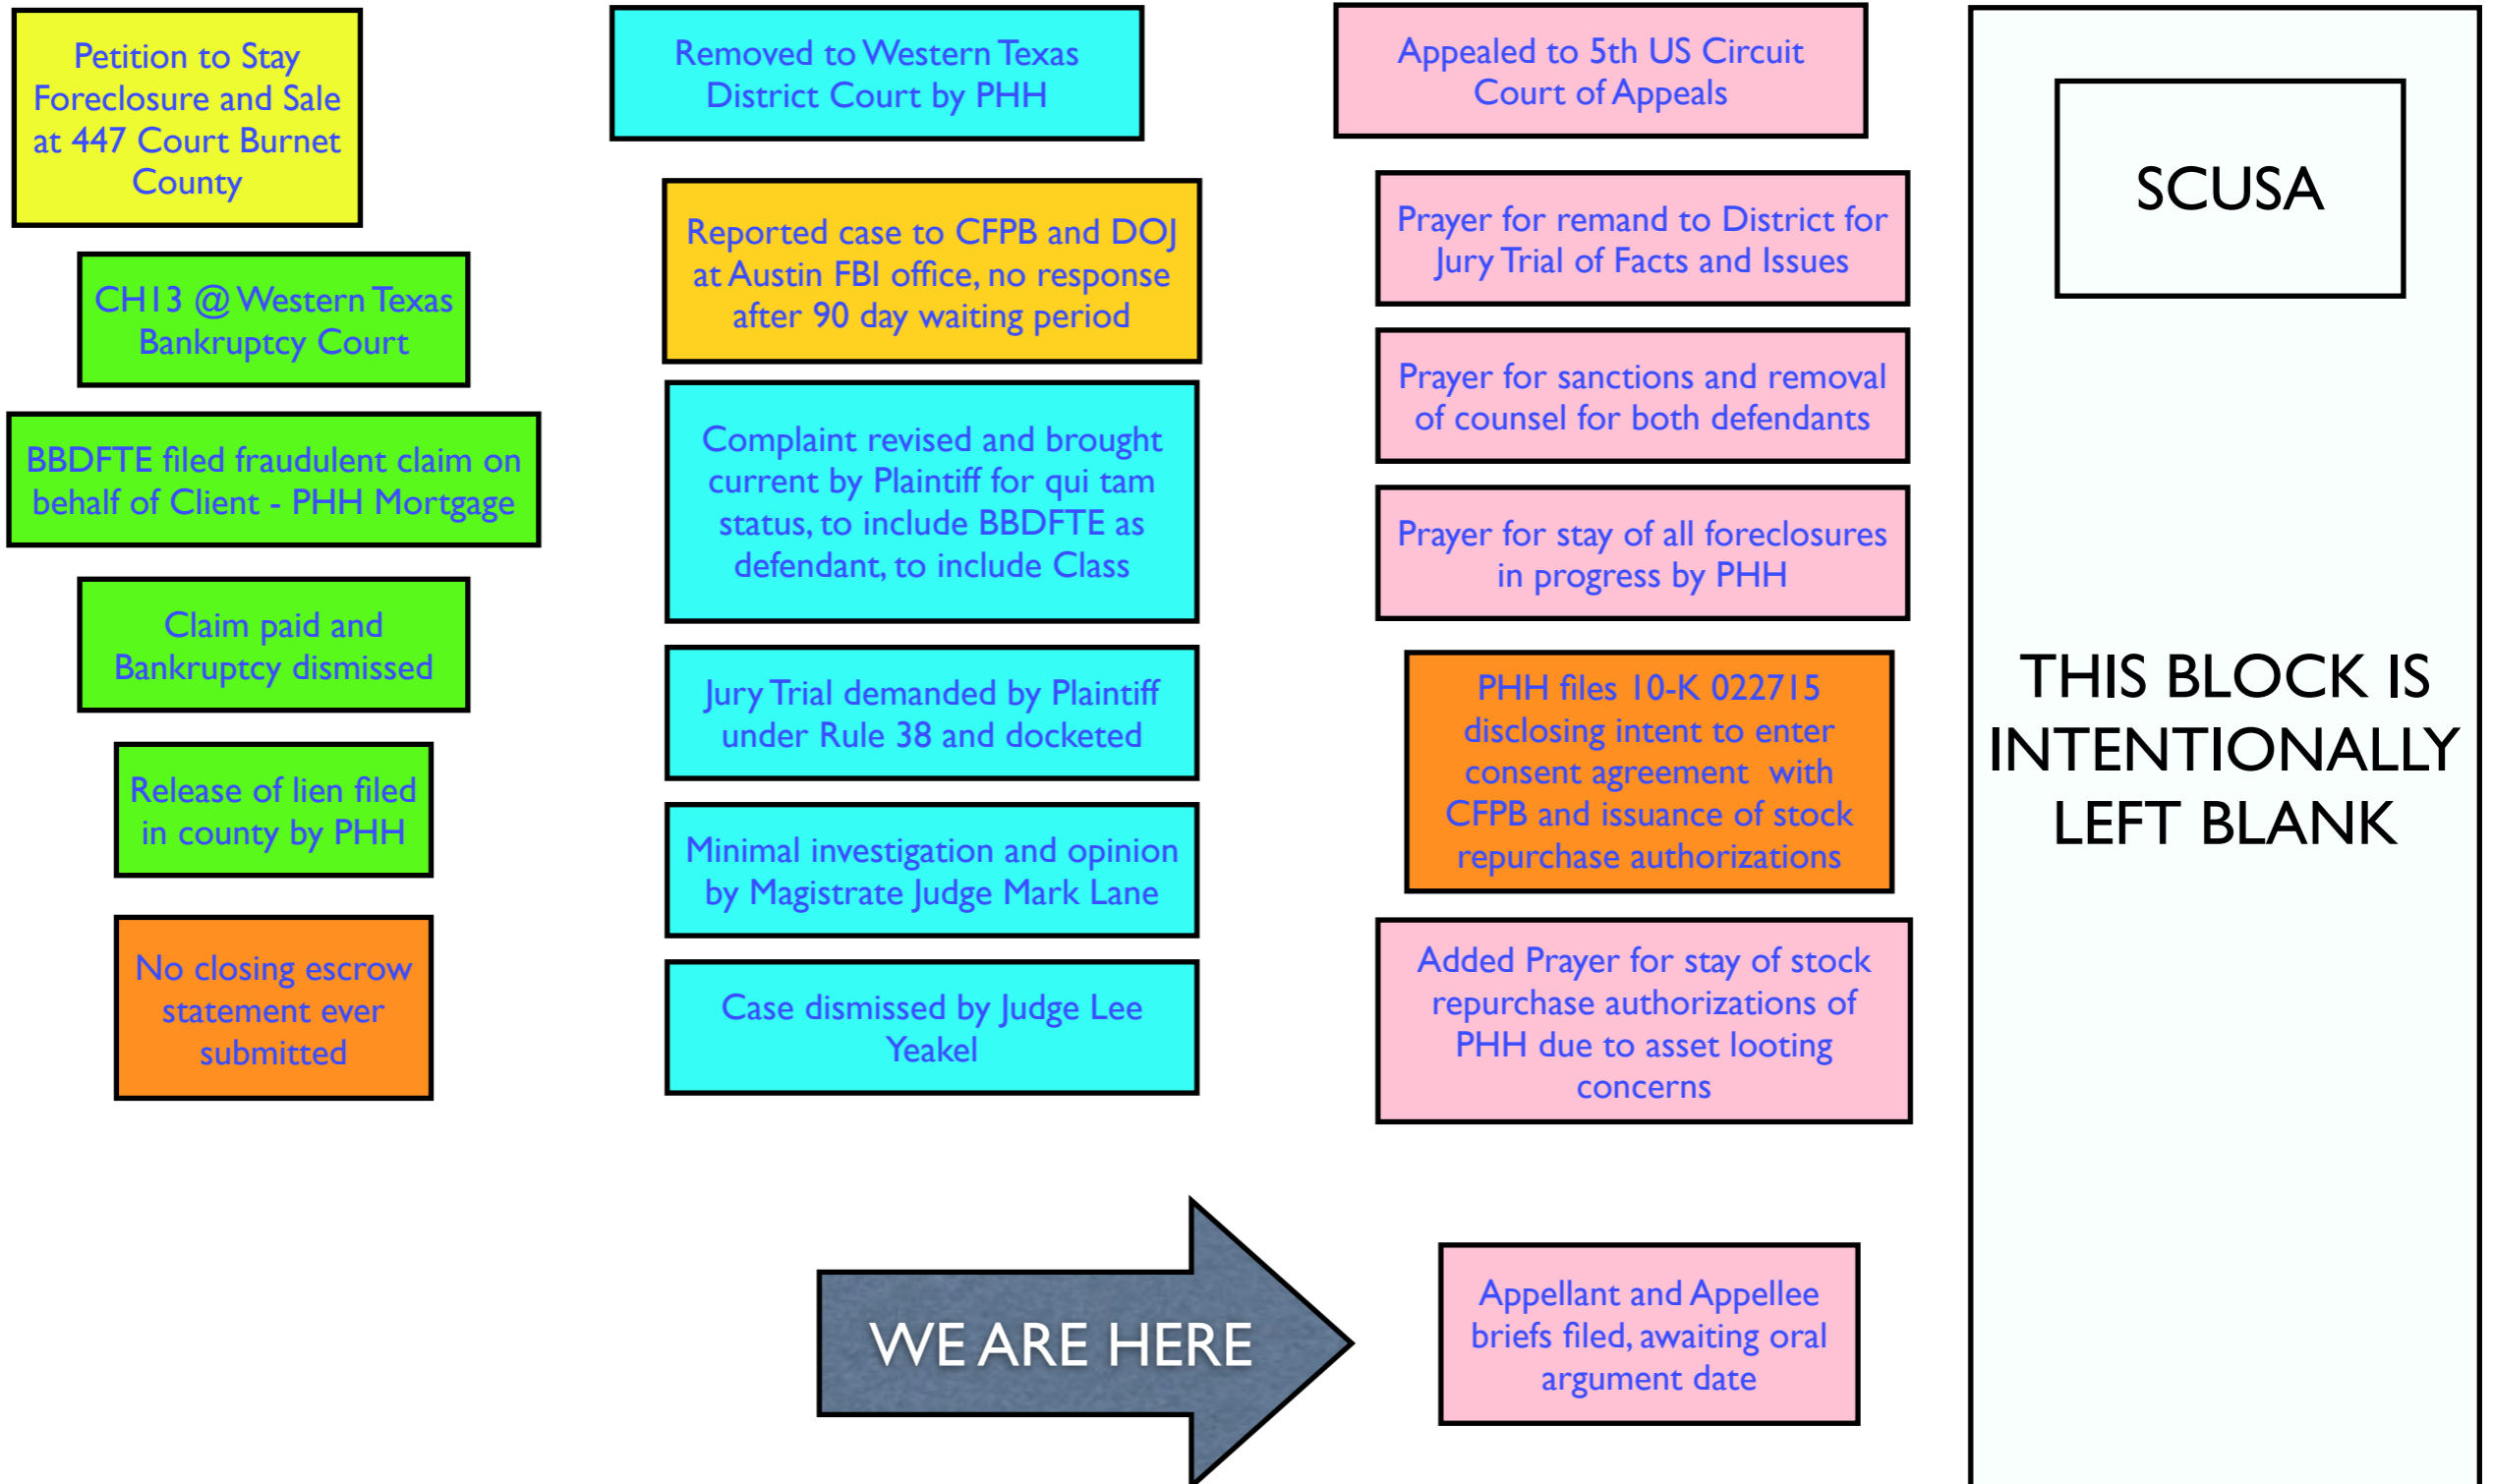 Petition to Stay
Foreclosure and Sale
at 447 Court Burnet
County
CH13 @ Western Texas
Bankruptcy Court
BBDFTE filed fraudulent claim on
behalf of Client - PHH Mortgage
Claim paid and
Bankruptcy dismissed
Release of lien filed
in county by PHH
No closing escrow
statement ever
submitted
Removed to Western Texas
District Court by PHH
Reported case to CFPB and DOJ
at Austin FBI office, no response
after 90 day waiting period
Complaint revised and brought
current by Plaintiff for qui tam
status, to include BBDFTE as
defendant, to include Class
Jury Trial demanded by Plaintiff
under Rule 38 and docketed
Minimal investigation and opinion
by Magistrate Judge Mark Lane
Case dismissed by Judge Lee
Yeakel
WE ARE HERE
Appealed to 5th US Circuit
Court of Appeals
Prayer for remand to District for
Jury Trial of Facts and Issues
Prayer for sanctions and removal
of counsel for both defendants
Prayer for stay of all foreclosures
in progress by PHH
PHH files 10-K 022715
disclosing intent to enter
consent agreement with
CFPB and issuance of stock
repurchase authorizations
Added Prayer for stay of stock
repurchase authorizations of
PHH due to asset looting
concerns
Appellant and Appellee
briefs filed, awaiting oral
argument date
SCUSA
THIS BLOCK IS
INTENTIONALLY
LEFT BLANK